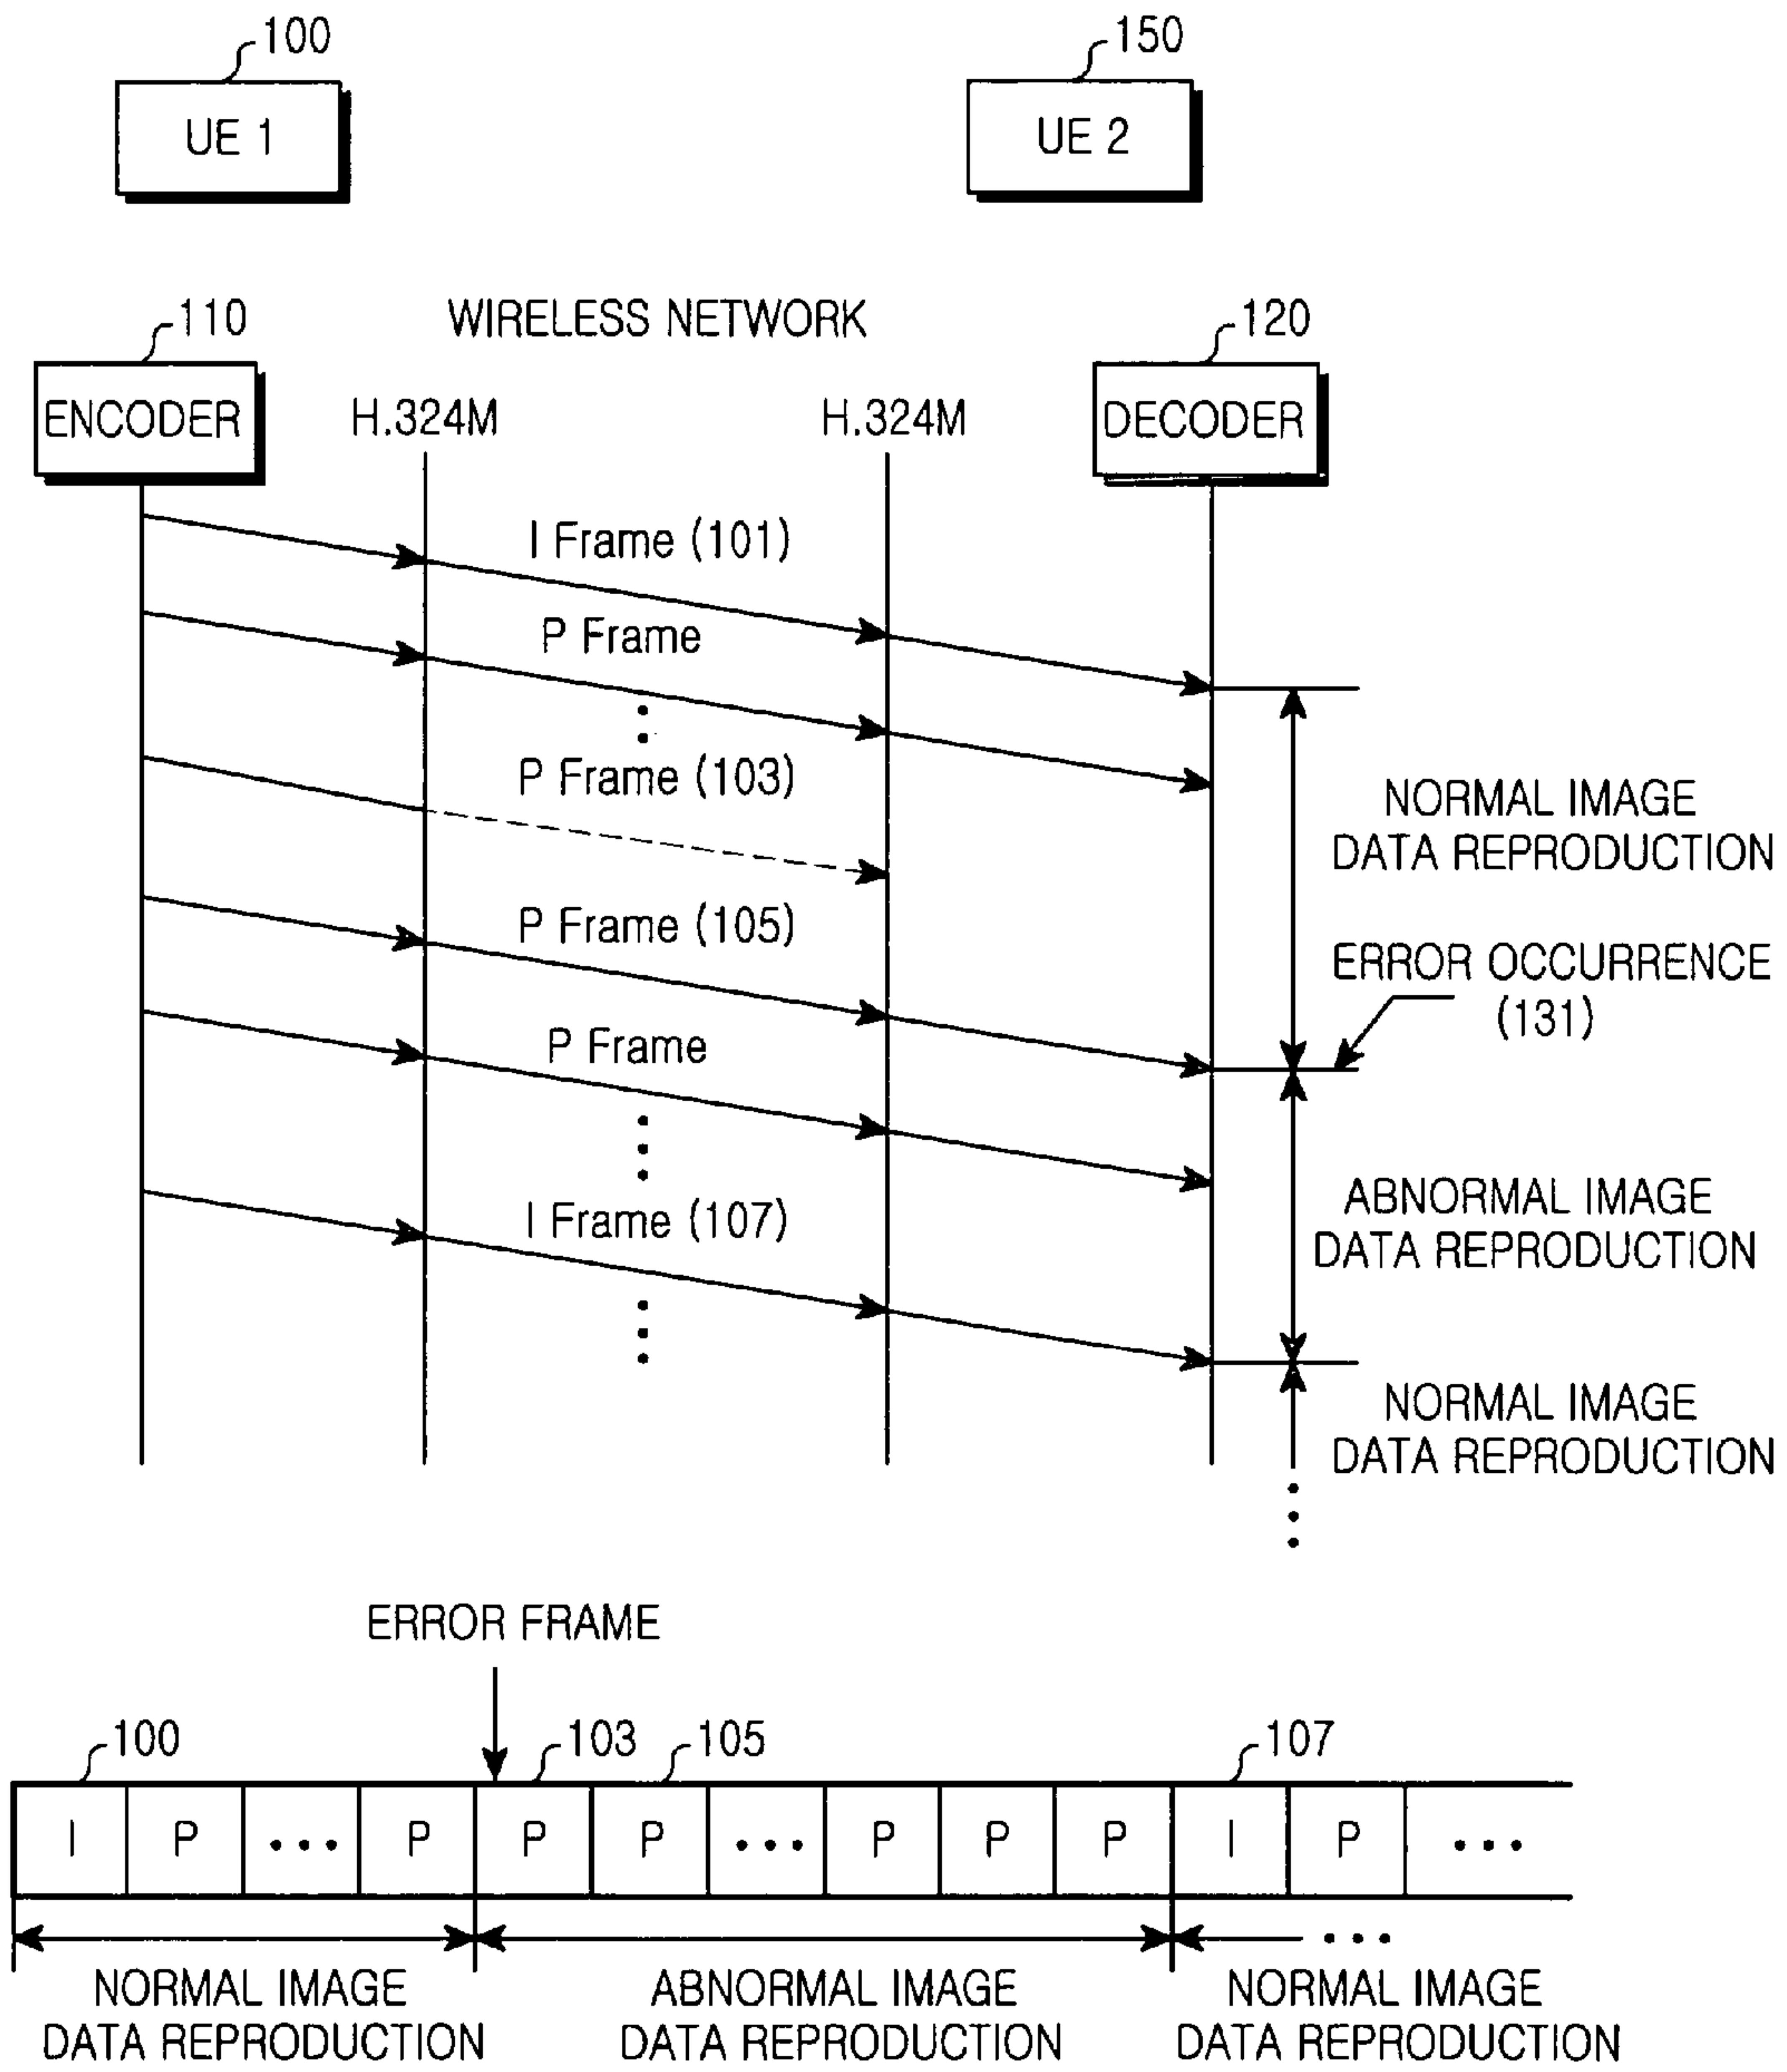 100
150
UE 1
UE 2
110
WIRELESS NETWORK
120
ENCODER
H.324M
H.324M
DECODER
I Frame (101)
P Frame
P Frame (103)
NORMAL IMAGE
DATA REPRODUCTION
P Frame (105)
ERROR OCCURRENCE
(131)
P Frame
ABNORMAL IMAGE
DATA REPRODUCTION
I Frame (107)
NORMAL IMAGE
DATA REPRODUCTION
ERROR FRAME
100
103
105
107
I P ••• P P P ••• P P P I P •••
NORMAL IMAGE
DATA REPRODUCTION
ABNORMAL IMAGE
DATA REPRODUCTION
NORMAL IMAGE
DATA REPRODUCTION